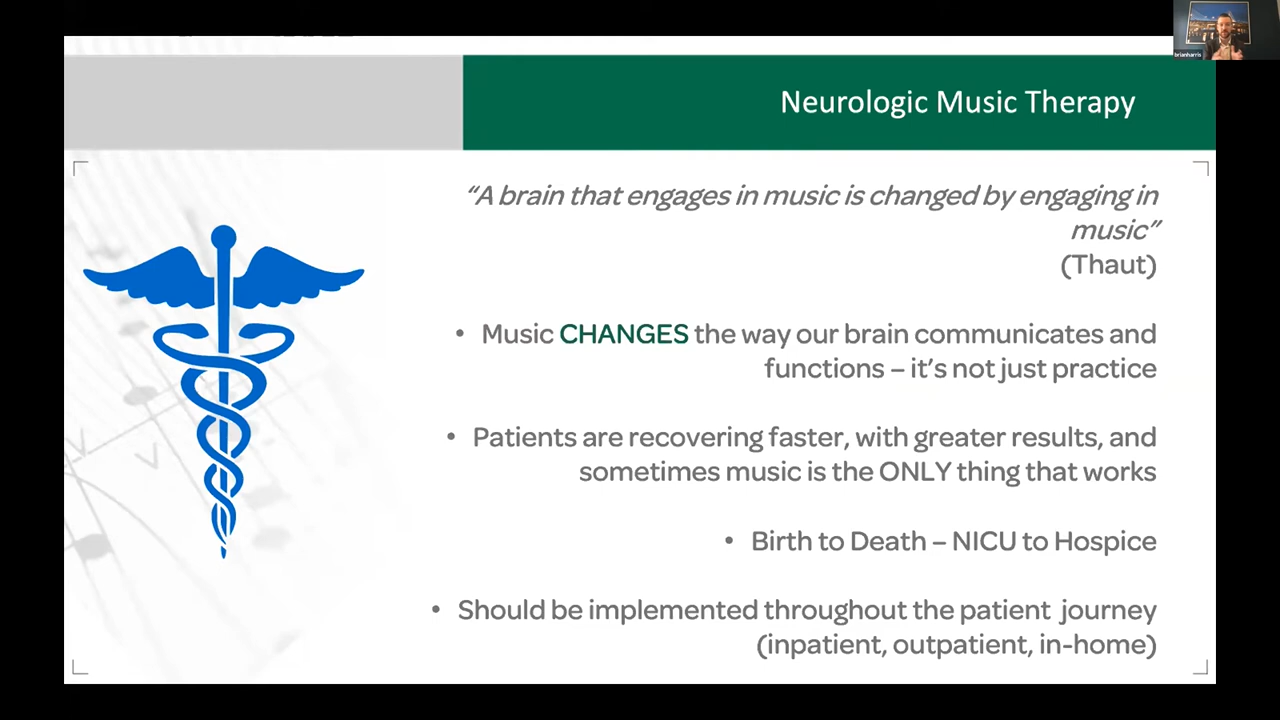 brianharris
Neurologic Music Therapy
“A brain that engages in music is changed by engaging in
music”
(Thaut)
• Music CHANGES the way our brain communicates and
functions – it’s not just practice
• Patients are recovering faster, with greater results, and
sometimes music is the ONLY thing that works
• Birth to Death – NICU to Hospice
• Should be implemented throughout the patient journey
(inpatient, outpatient, in-home)